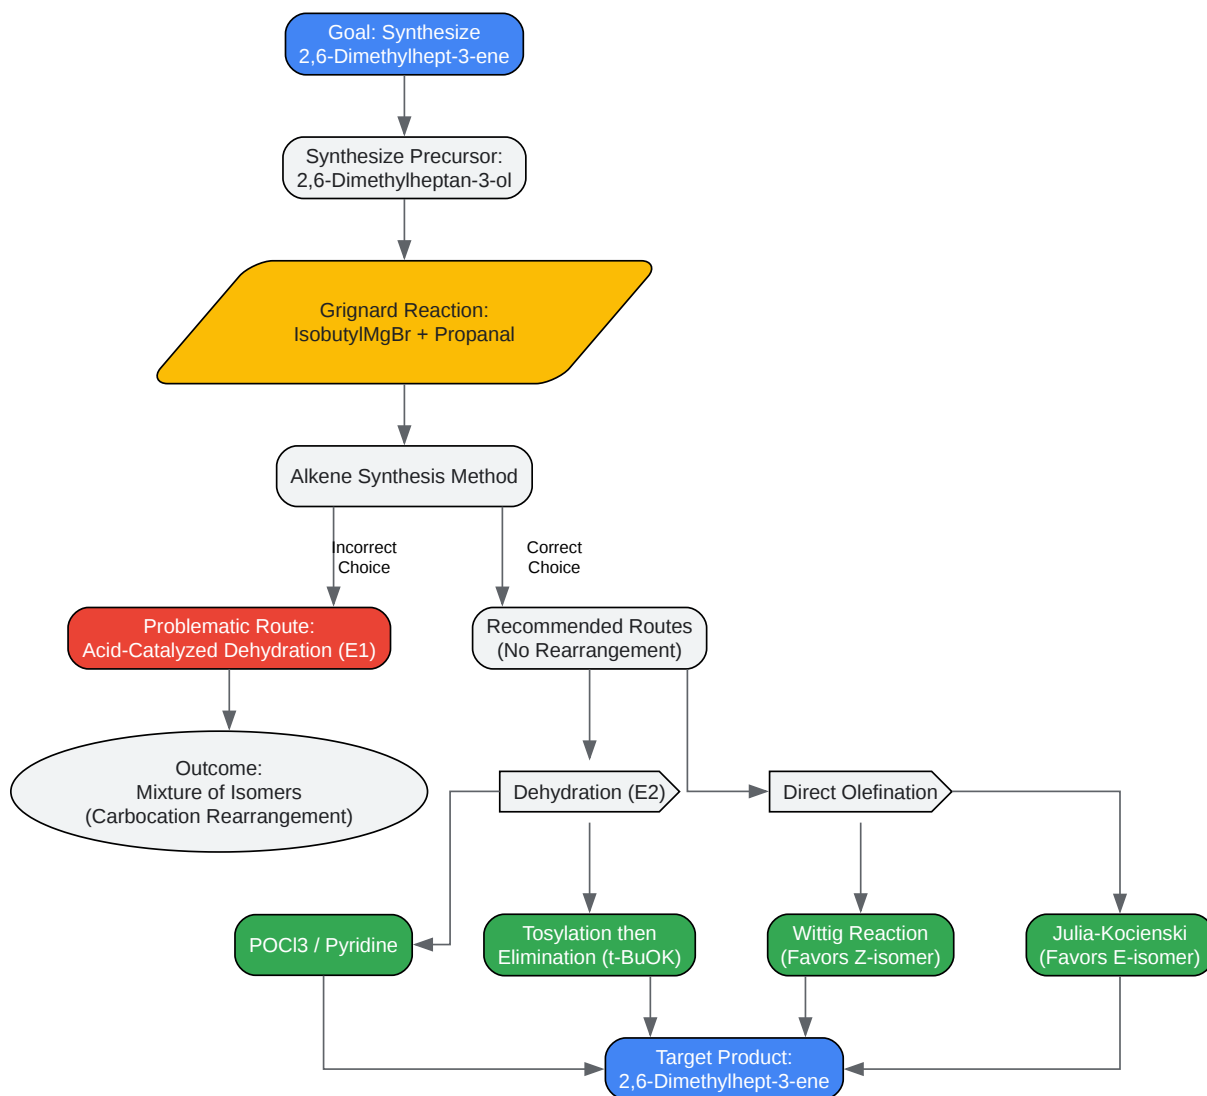 Goal: Synthesize
2,6-Dimethylhept-3-ene
Synthesize Precursor:
2,6-Dimethylheptan-3-ol
Grignard Reaction:
IsobutylMgBr + Propanal
Alkene Synthesis Method
Incorrect
Choice
Correct
Choice
Problematic Route:
Acid-Catalyzed Dehydration (E1)
Recommended Routes
(No Rearrangement)
Outcome:
Mixture of Isomers
(Carbocation Rearrangement)
Dehydration (E2)
Direct Olefination
POCl3 / Pyridine
Tosylation then
Elimination (t-BuOK)
Wittig Reaction
(Favors Z-isomer)
Julia-Kocienski
(Favors E-isomer)
Target Product:
2,6-Dimethylhept-3-ene